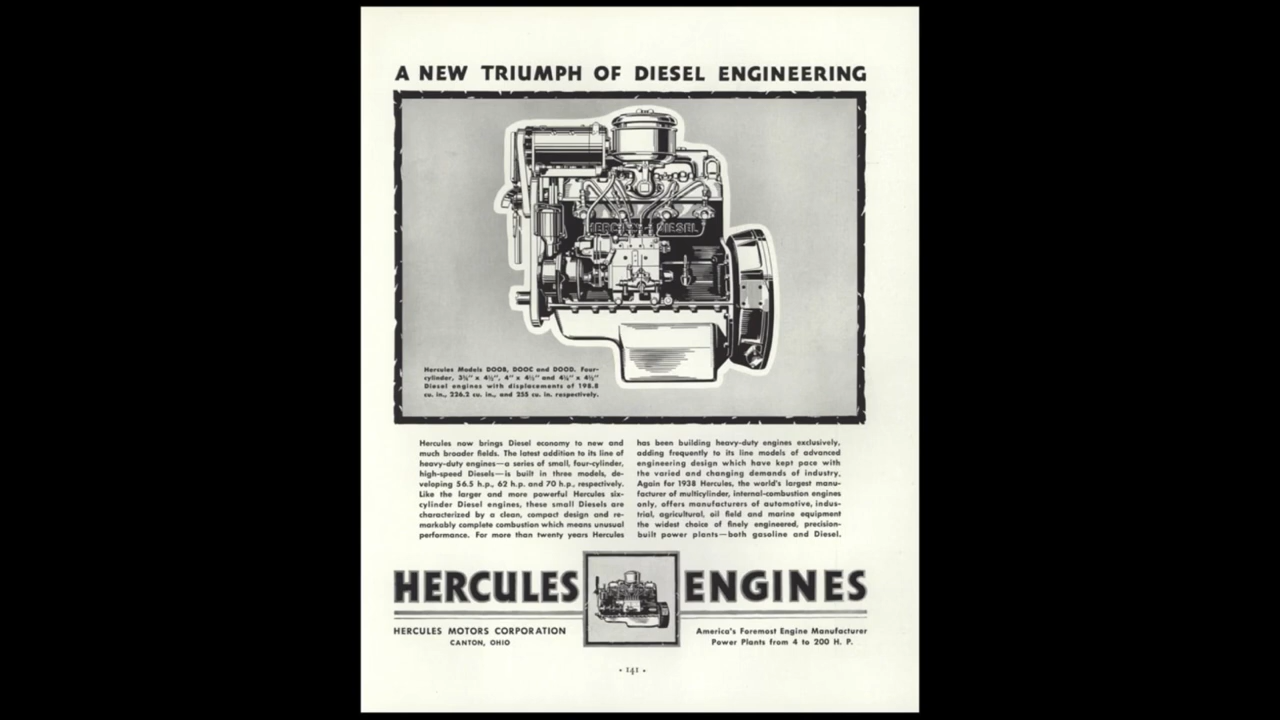 A NEW TRIUMPH OF DIESEL ENGINEERING
HERCULES DIESEL
Hercules Models DOOB, DOOC and DOOD. Four-
cylinder, 3¾" x 4½", 4" x 4½" and 4¼" x 4½"
Diesel engines with displacements of 198.8
cu. in., 226.2 cu. in., and 255 cu. in. respectively.
Hercules now brings Diesel economy to new and
much broader fields. The latest addition to its line of
heavy-duty engines—a series of small, four-cylinder,
high-speed Diesels—is built in three models, de-
veloping 56.5 h.p., 62 h.p. and 70 h.p., respectively.
Like the larger and more powerful Hercules six-
cylinder Diesel engines, these small Diesels are
characterized by a clean, compact design and re-
markably complete combustion which means unusual
performance. For more than twenty years Hercules
has been building heavy-duty engines exclusively,
adding frequently to its line models of advanced
engineering design which have kept pace with
the varied and changing demands of industry.
Again for 1938 Hercules, the world's largest manu-
facturer of multicylinder, internal-combustion engines
only, offers manufacturers of automotive, indus-
trial, agricultural, oil field and marine equipment
the widest choice of finely engineered, precision-
built power plants—both gasoline and Diesel.
HERCULES ENGINES
HERCULES MOTORS CORPORATION
CANTON, OHIO
America's Foremost Engine Manufacturer
Power Plants from 4 to 200 H. P.
• 141 •